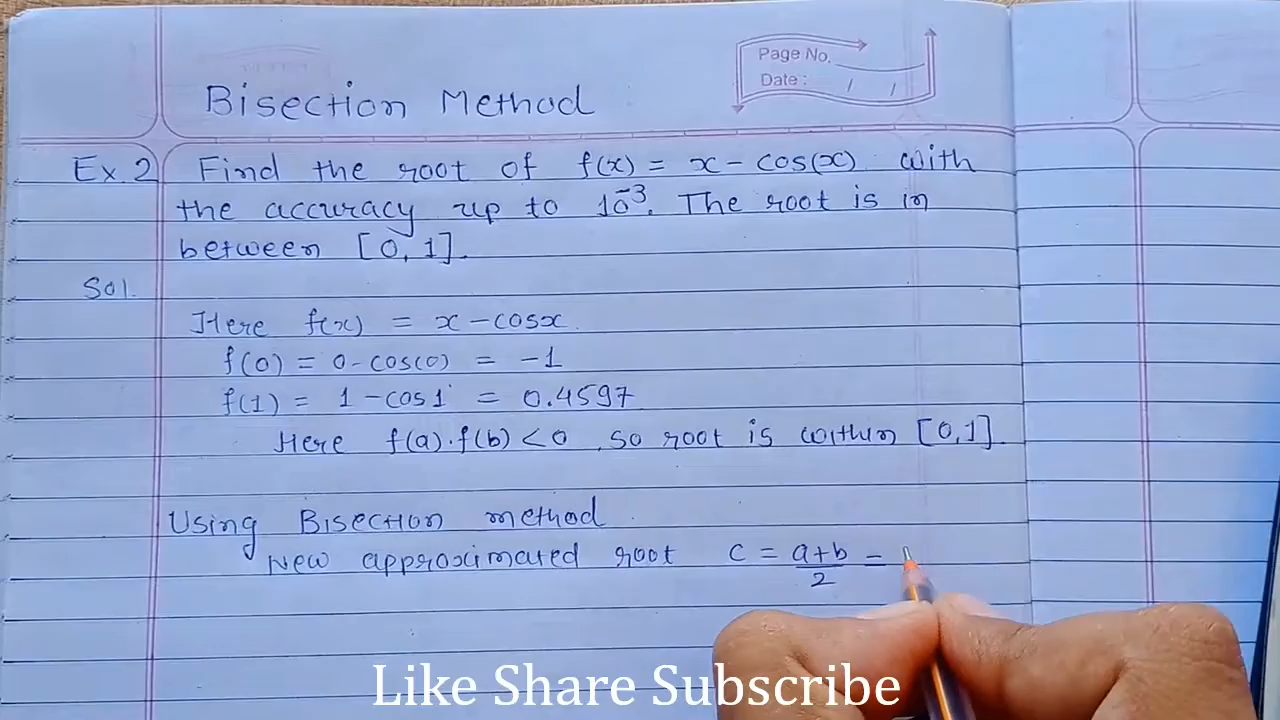 Page No.
Date : / /
Bisection Method
Ex. 2 Find the root of f(x) = x - cos(x) with
the accuracy up to 10⁻³. The root is in
between [0, 1].
Sol.
Here f(x) = x - cosx.
f(0) = 0 - cos(0) = -1
f(1) = 1 - cos1 = 0.4597
Here f(a).f(b) < 0, so root is within [0,1].
Using Bisection method.
New approximated root c = a+b/2 =
Like Share Subscribe